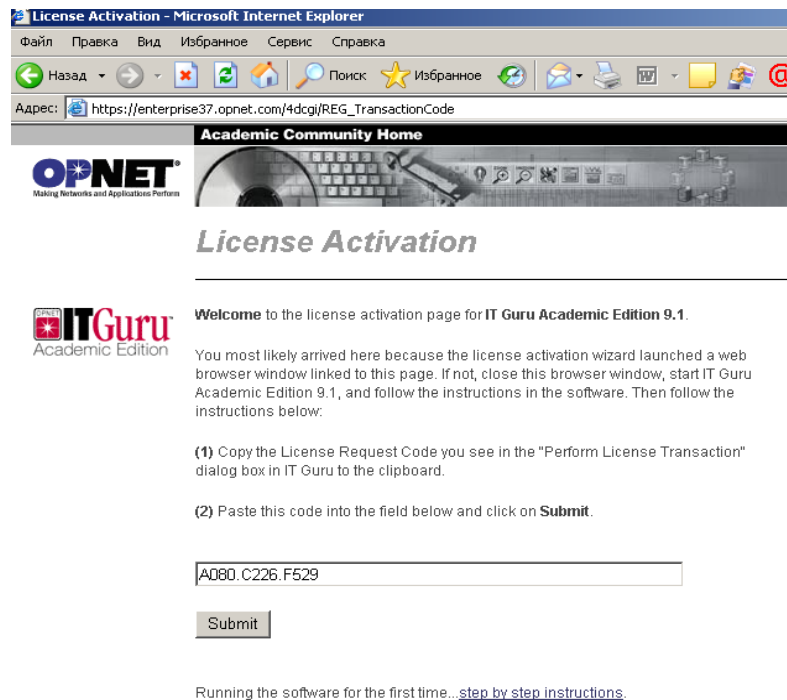 License Activation - Microsoft Internet Explorer
Файл Правка Вид Избранное Сервис Справка
Назад Поиск Избранное
Адрес: https://enterprise37.opnet.com/4dcgi/REG_TransactionCode
Academic Community Home
OPNET
Making Networks and Applications Perform
License Activation
OPNET
ITGuru
Academic Edition
Welcome to the license activation page for IT Guru Academic Edition 9.1.
You most likely arrived here because the license activation wizard launched a web
browser window linked to this page. If not, close this browser window, start IT Guru
Academic Edition 9.1, and follow the instructions in the software. Then follow the
instructions below:
(1) Copy the License Request Code you see in the "Perform License Transaction"
dialog box in IT Guru to the clipboard.
(2) Paste this code into the field below and click on Submit.
A080.C226.F529
Submit
Running the software for the first time...step by step instructions.